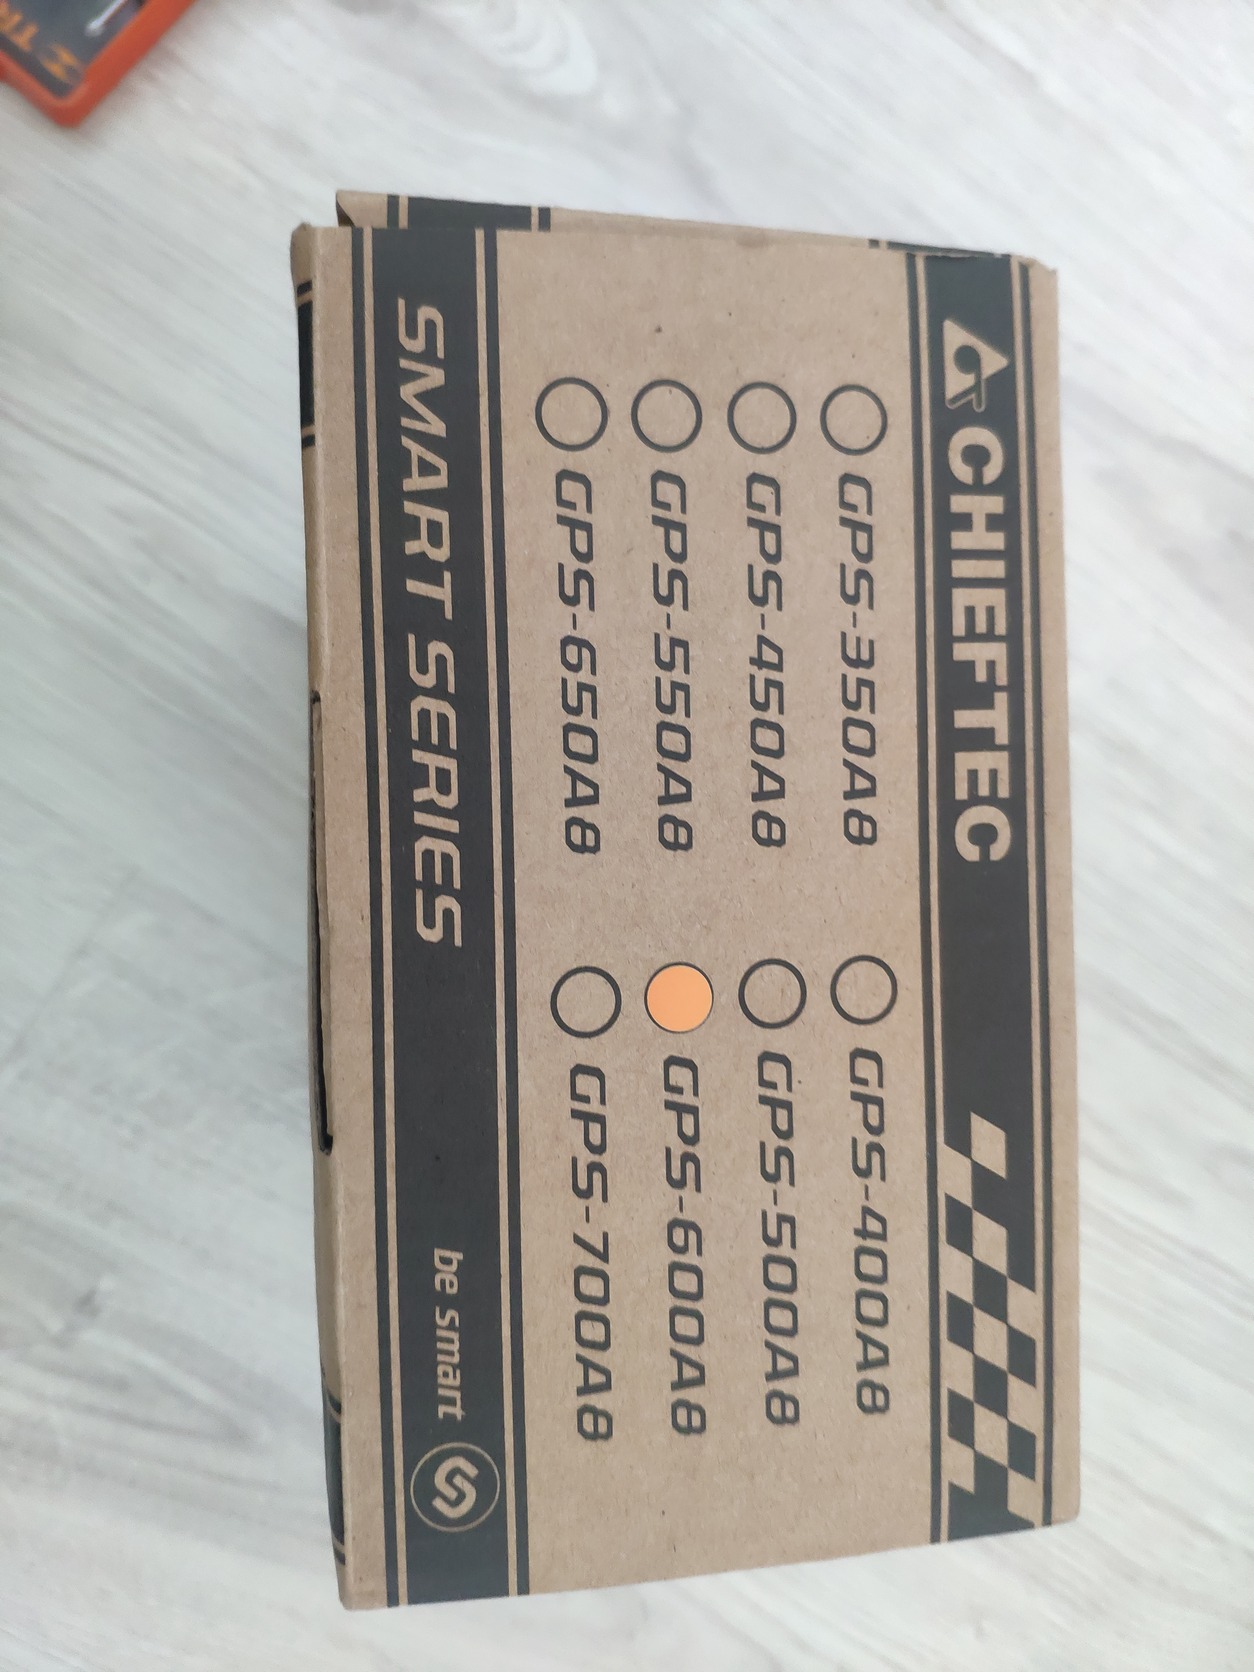 CHIEFTEC
GPS-350A8 GPS-400A8
GPS-450A8 GPS-500A8
GPS-550A8 GPS-600A8
GPS-650A8 GPS-700A8
SMART SERIES be smart